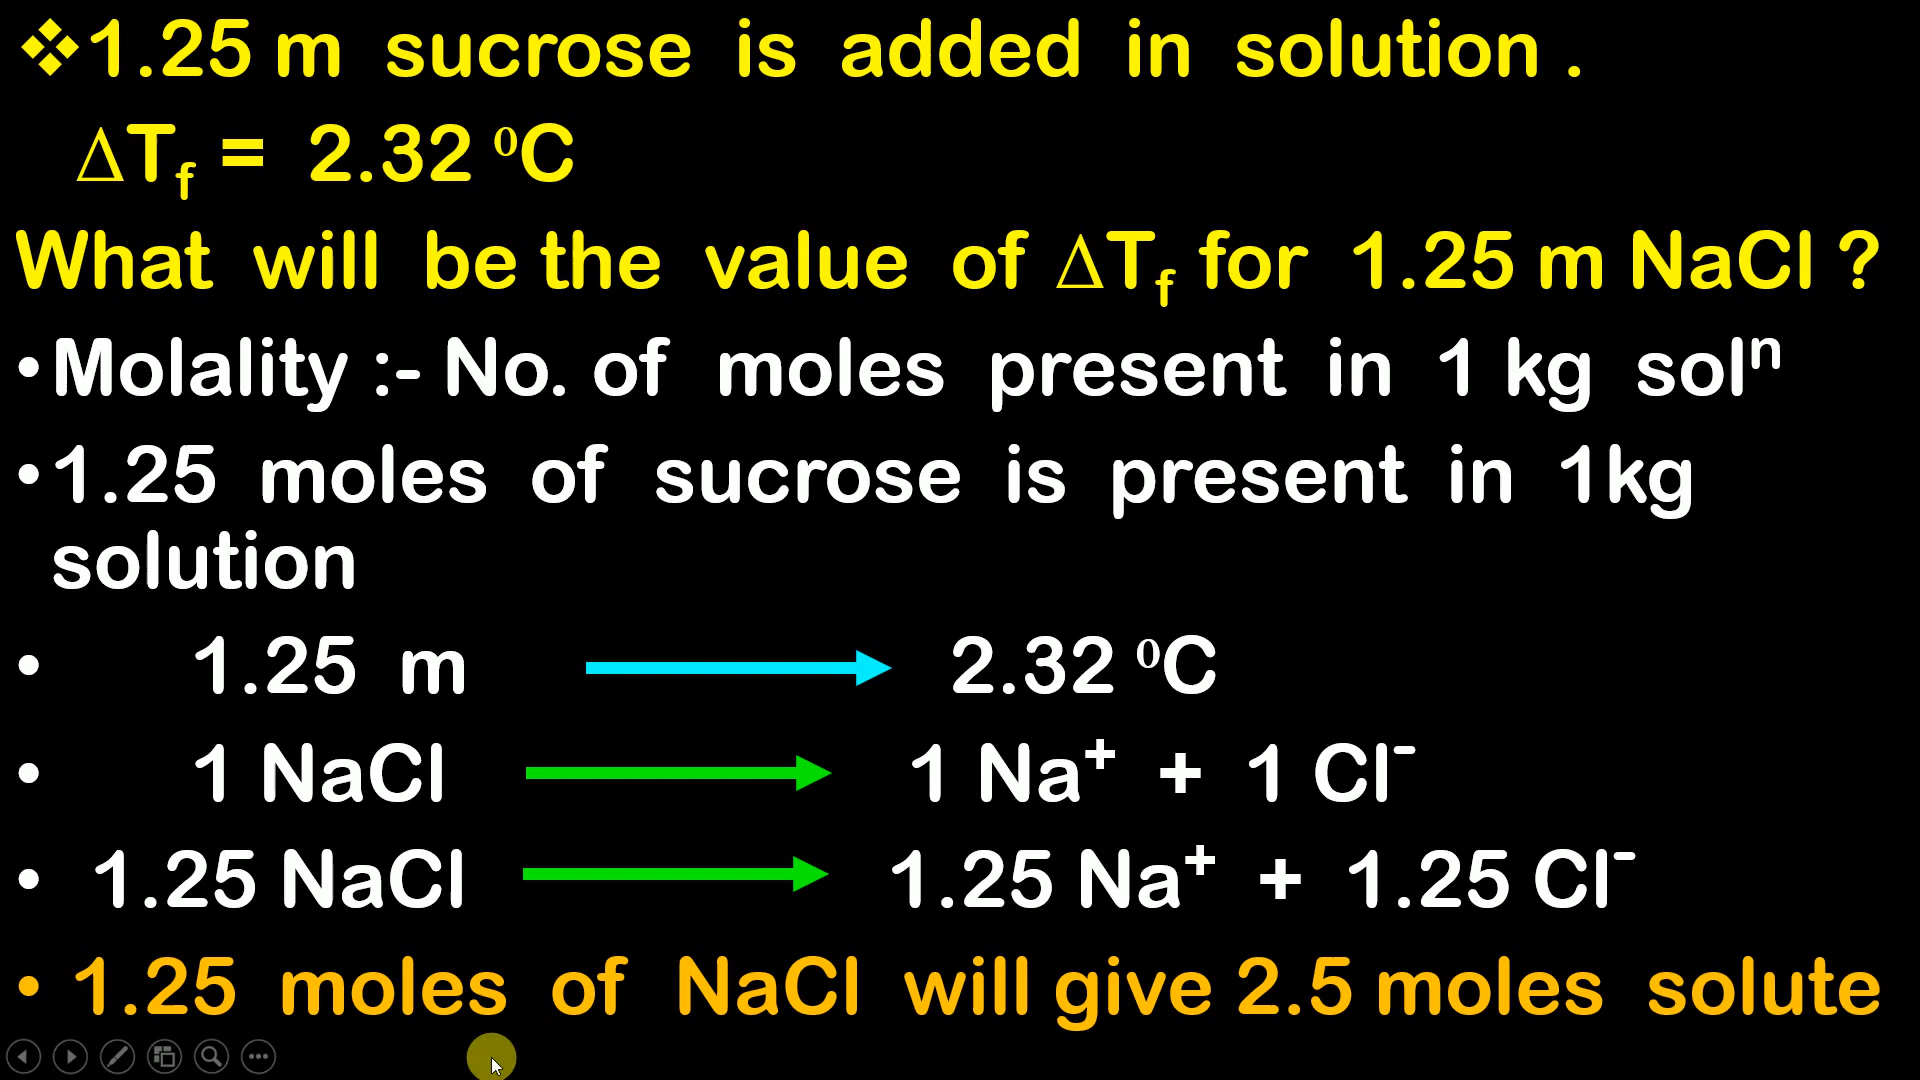 ❖1.25 m sucrose is added in solution .
ΔTf = 2.32 ⁰C
What will be the value of ΔTf for 1.25 m NaCl ?
•Molality :- No. of moles present in 1 kg solⁿ
•1.25 moles of sucrose is present in 1kg
solution
• 1.25 m → 2.32 ⁰C
• 1 NaCl → 1 Na⁺ + 1 Cl⁻
• 1.25 NaCl → 1.25 Na⁺ + 1.25 Cl⁻
• 1.25 moles of NaCl will give 2.5 moles solute